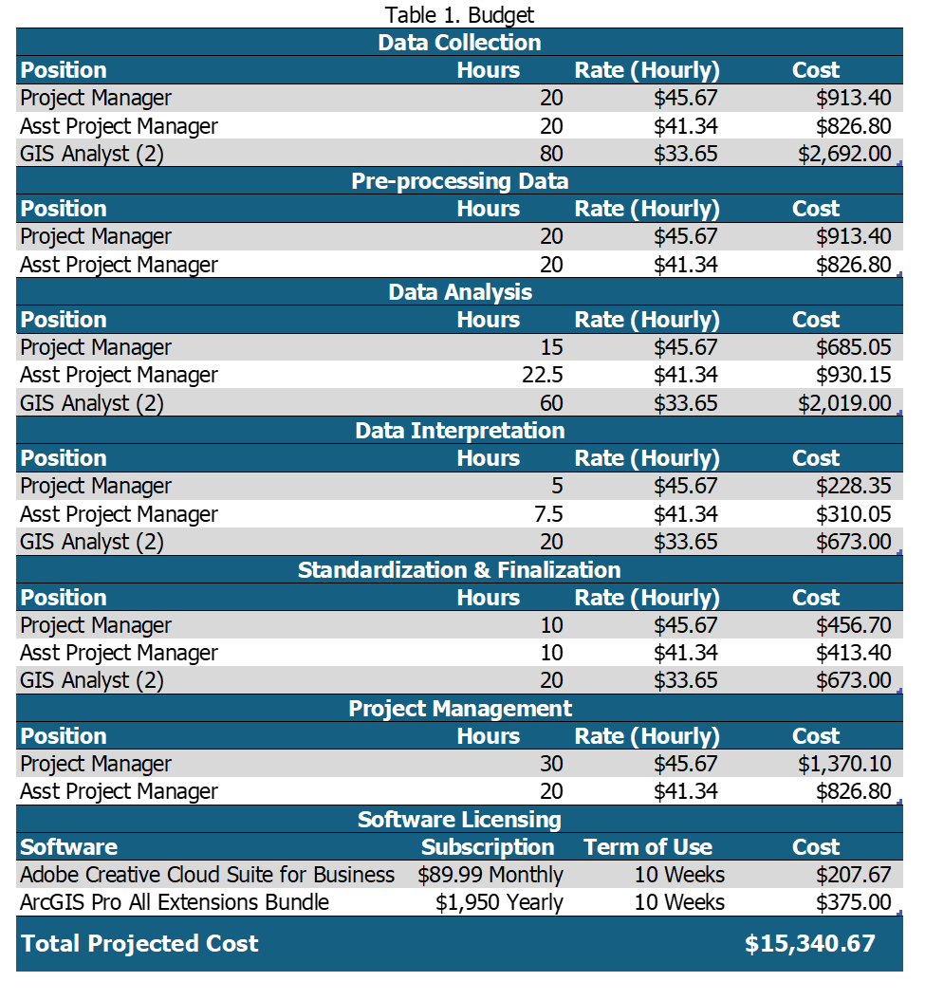 Table 1. Budget
Data Collection
Position Hours Rate (Hourly) Cost
Project Manager 20 $45.67 $913.40
Asst Project Manager 20 $41.34 $826.80
GIS Analyst (2) 80 $33.65 $2,692.00
Pre-processing Data
Position Hours Rate (Hourly) Cost
Project Manager 20 $45.67 $913.40
Asst Project Manager 20 $41.34 $826.80
Data Analysis
Position Hours Rate (Hourly) Cost
Project Manager 15 $45.67 $685.05
Asst Project Manager 22.5 $41.34 $930.15
GIS Analyst (2) 60 $33.65 $2,019.00
Data Interpretation
Position Hours Rate (Hourly) Cost
Project Manager 5 $45.67 $228.35
Asst Project Manager 7.5 $41.34 $310.05
GIS Analyst (2) 20 $33.65 $673.00
Standardization & Finalization
Position Hours Rate (Hourly) Cost
Project Manager 10 $45.67 $456.70
Asst Project Manager 10 $41.34 $413.40
GIS Analyst (2) 20 $33.65 $673.00
Project Management
Position Hours Rate (Hourly) Cost
Project Manager 30 $45.67 $1,370.10
Asst Project Manager 20 $41.34 $826.80
Software Licensing
Software Subscription Term of Use Cost
Adobe Creative Cloud Suite for Business $89.99 Monthly 10 Weeks $207.67
ArcGIS Pro All Extensions Bundle $1,950 Yearly 10 Weeks $375.00
Total Projected Cost $15,340.67